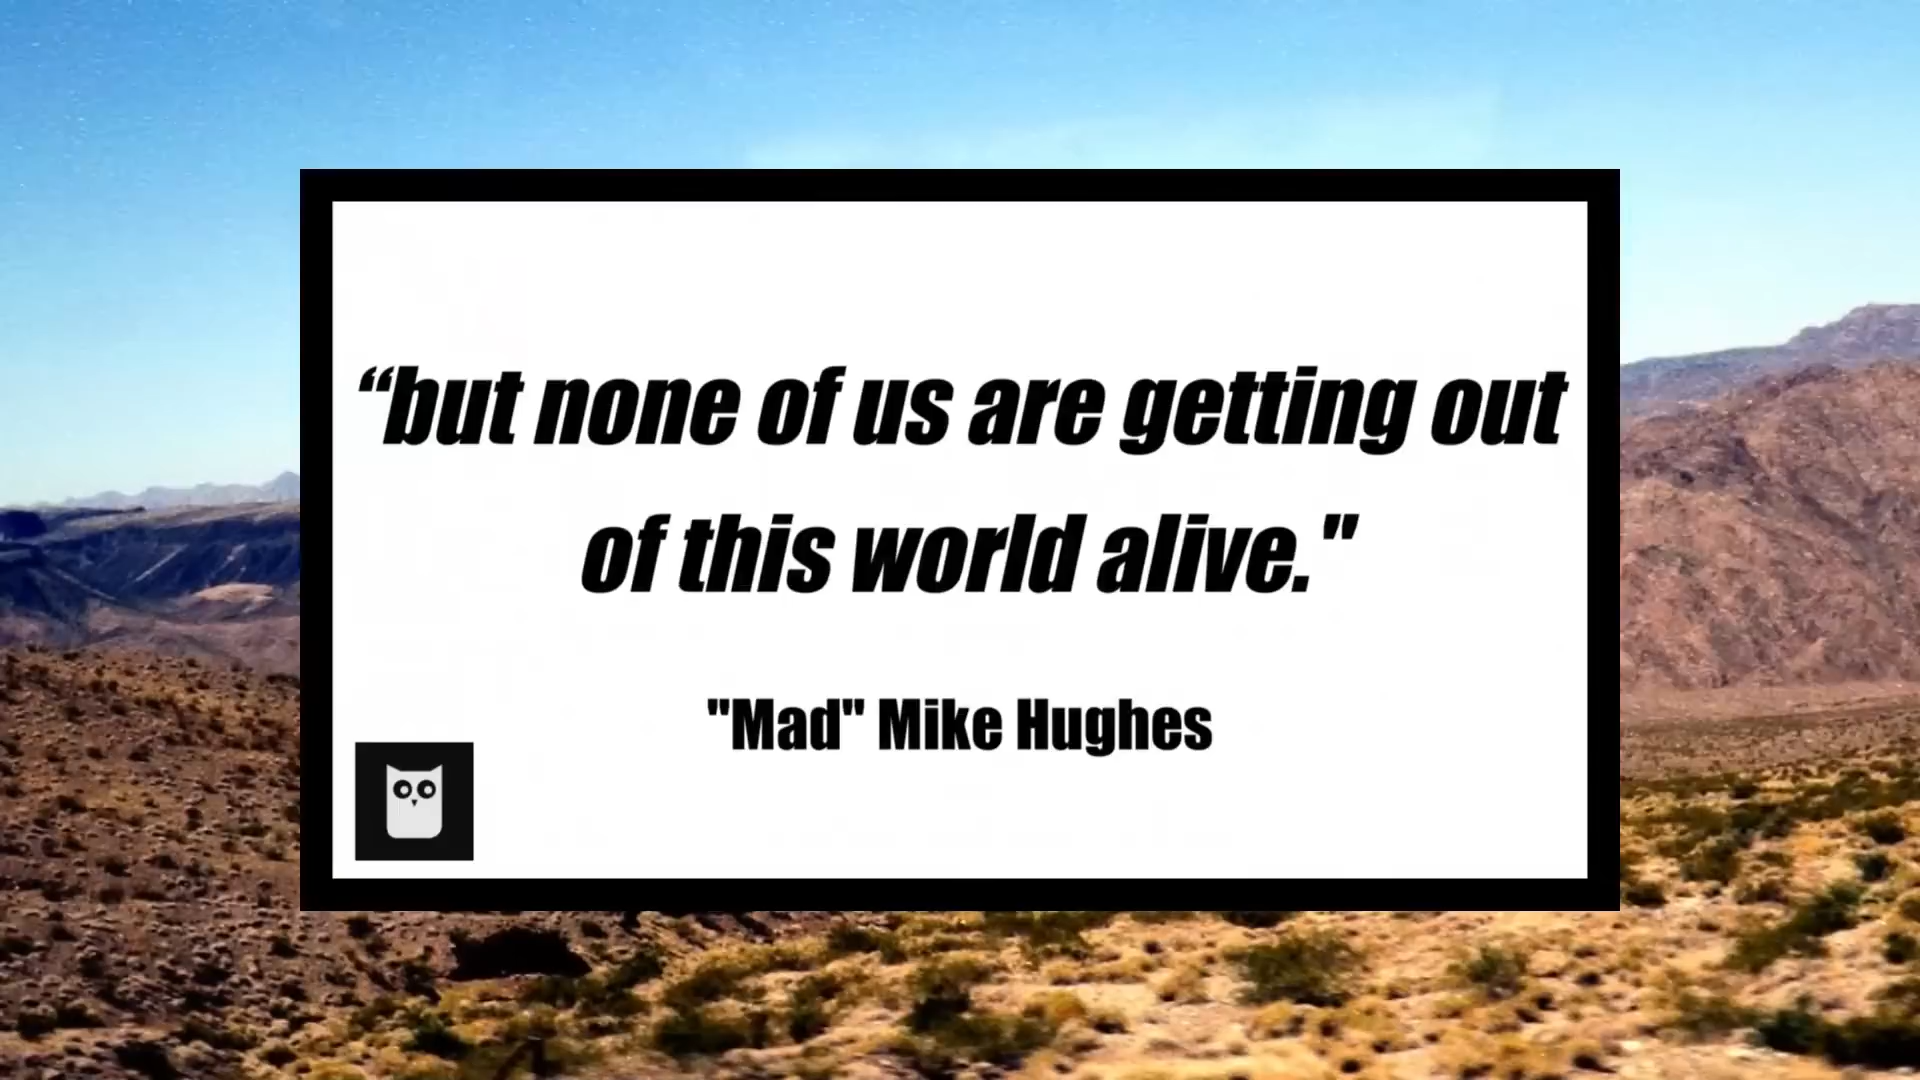 “but none of us are getting out
of this world alive."
"Mad" Mike Hughes